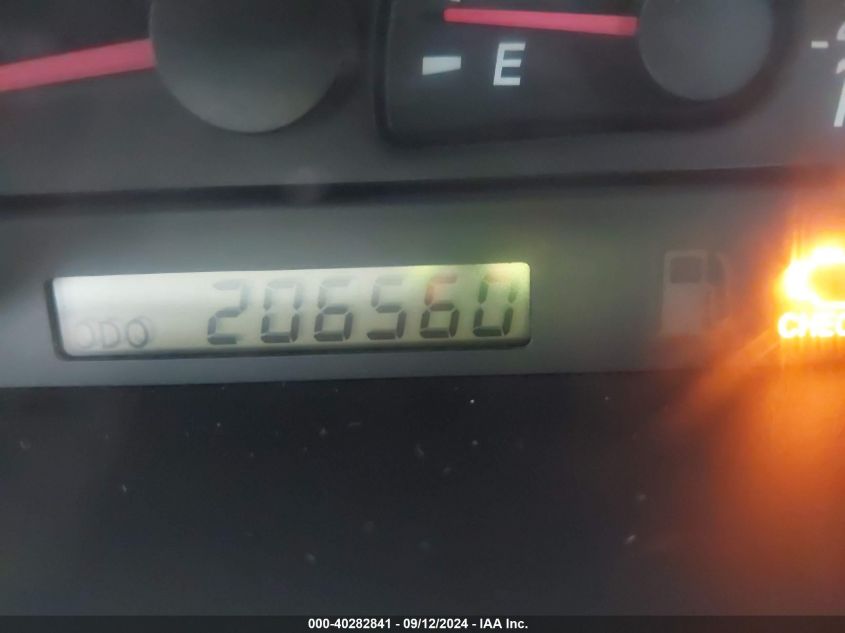 E
ODO 206560
CHEC
000-40282841 - 09/12/2024 - IAA Inc.